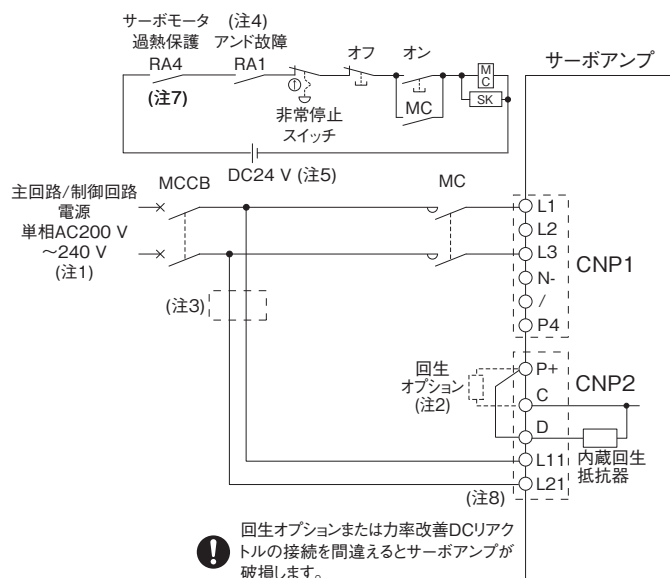 サーボモータ
過熱保護
RA4
(注7)
(注4)
アンド故障
RA1
非常停止
スイッチ
オフ
オン
MC
MC
SK
サーボアンプ
DC24 V (注5)
主回路/制御回路
電源
単相AC200 V
～240 V
(注1)
MCCB
MC
L1
L2
L3
N-
/
P4
CNP1
(注3)
回生
オプション
(注2)
P+
C
D
L11
L21
CNP2
内蔵回生
抵抗器
(注8)
回生オプションまたは力率改善DCリアク
トルの接続を間違えるとサーボアンプが
破損します。